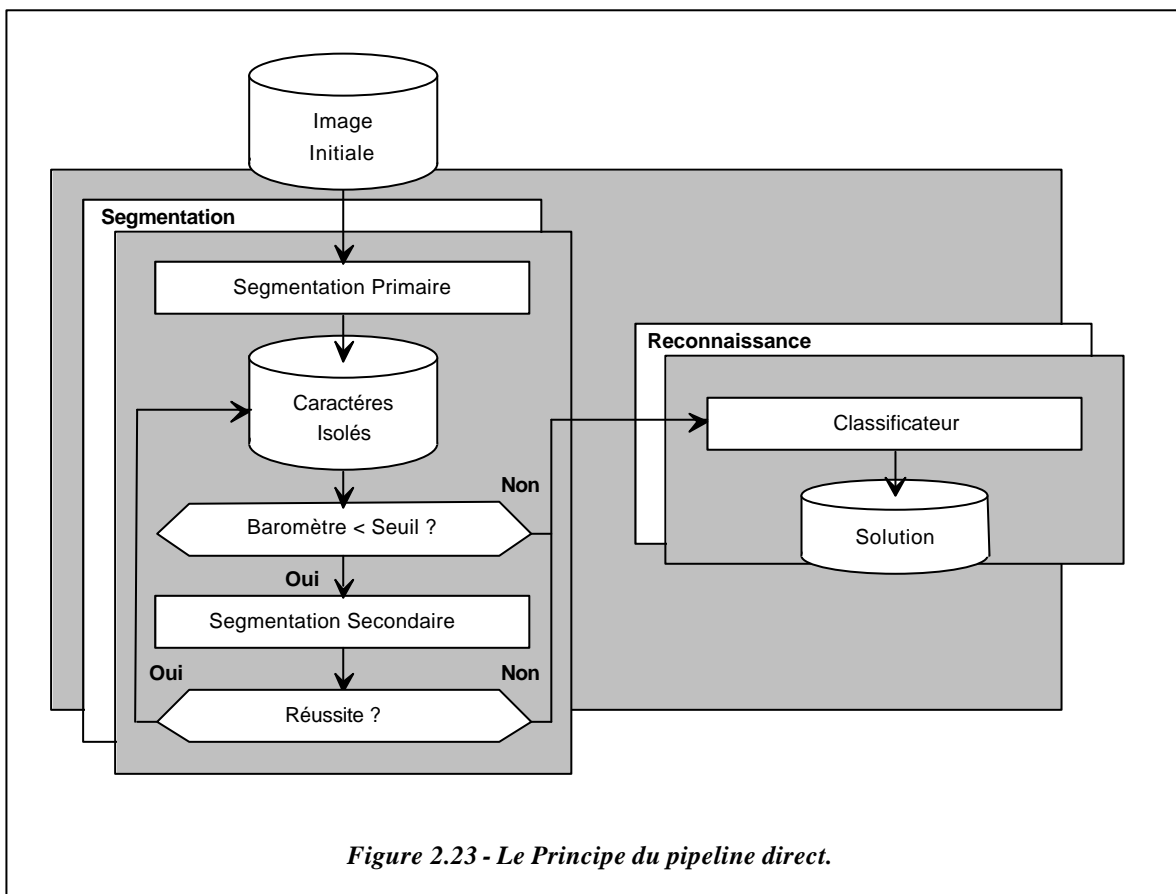 Image
Initiale
Segmentation
Segmentation Primaire
Caractéres
Isolés
Non
Baromètre < Seuil ?
Oui
Segmentation Secondaire
Oui
Non
Réussite ?
Reconnaissance
Classificateur
Solution
Figure 2.23 - Le Principe du pipeline direct.